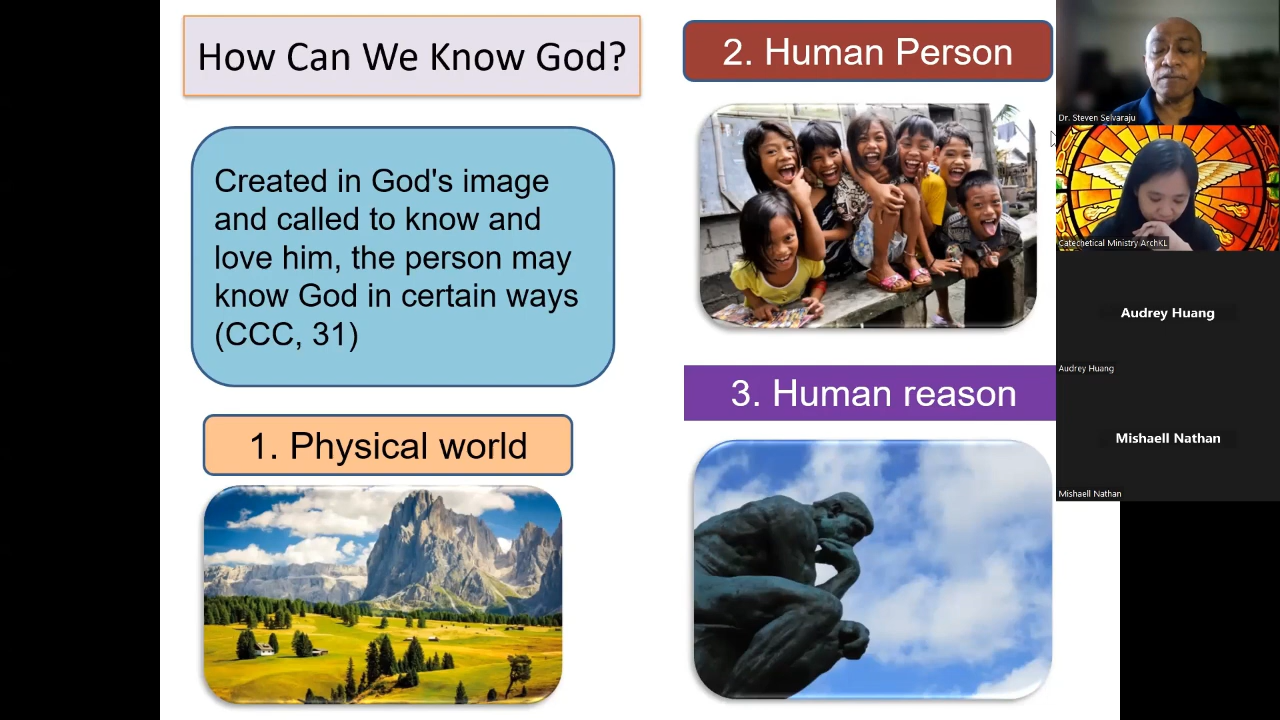 How Can We Know God?
Created in God's image
and called to know and
love him, the person may
know God in certain ways
(CCC, 31)
1. Physical world
2. Human Person
3. Human reason
Dr. Steven Selvaraju
Catechetical Ministry ArchKL
Audrey Huang
Audrey Huang
Mishaell Nathan
Mishaell Nathan